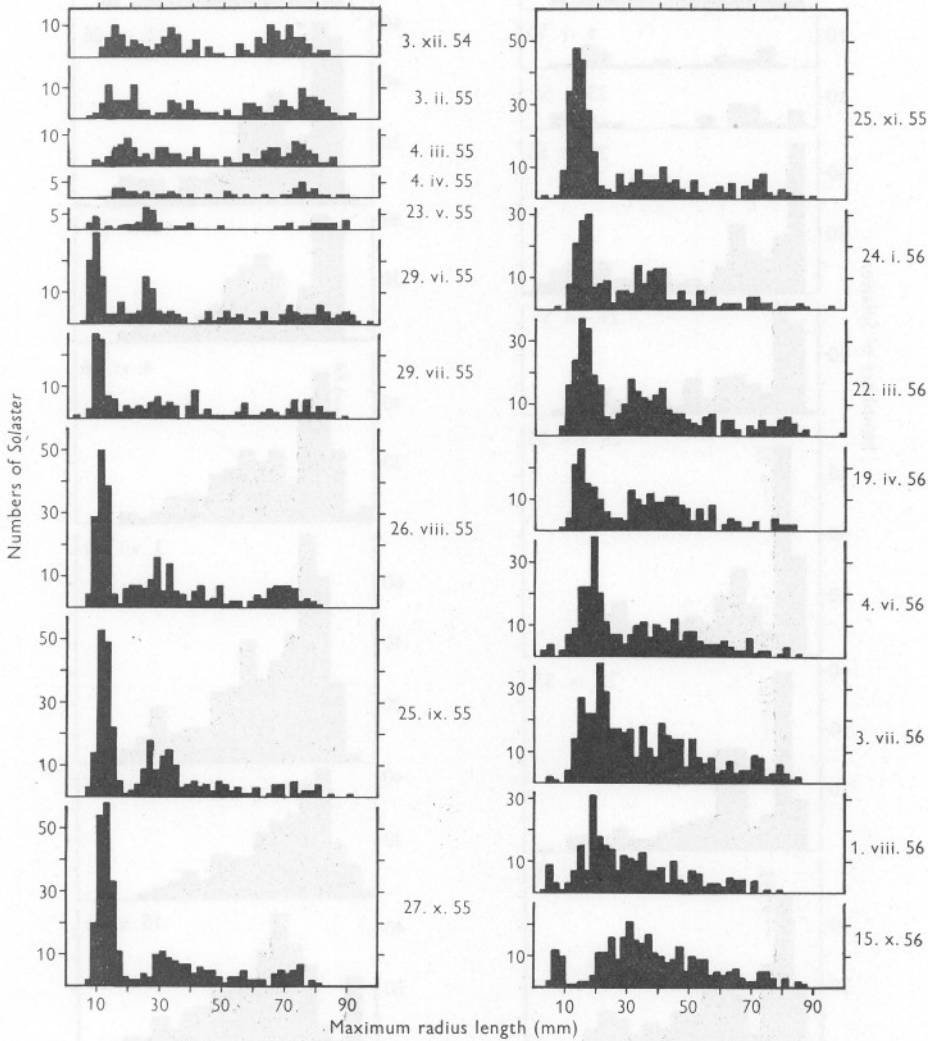 10
3. xii. 54
10
3. ii. 55
10
4. iii. 55
5
4. iv. 55
5
23. v. 55
10
29. vi. 55
10
29. vii. 55
50
30
10
26. viii. 55
50
30
10
25. ix. 55
50
30
10
27. x. 55
10 30 50 70 90
50
30
10
25. xi. 55
30
10
24. i. 56
30
10
22. iii. 56
10
19. iv. 56
30
10
4. vi. 56
30
10
3. vii. 56
30
10
1. viii. 56
10
15. x. 56
10 30 50 70 90
Numbers of Solaster
Maximum radius length (mm)